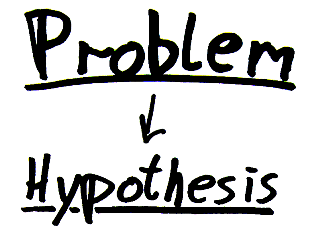 Problem
↓
Hypothesis